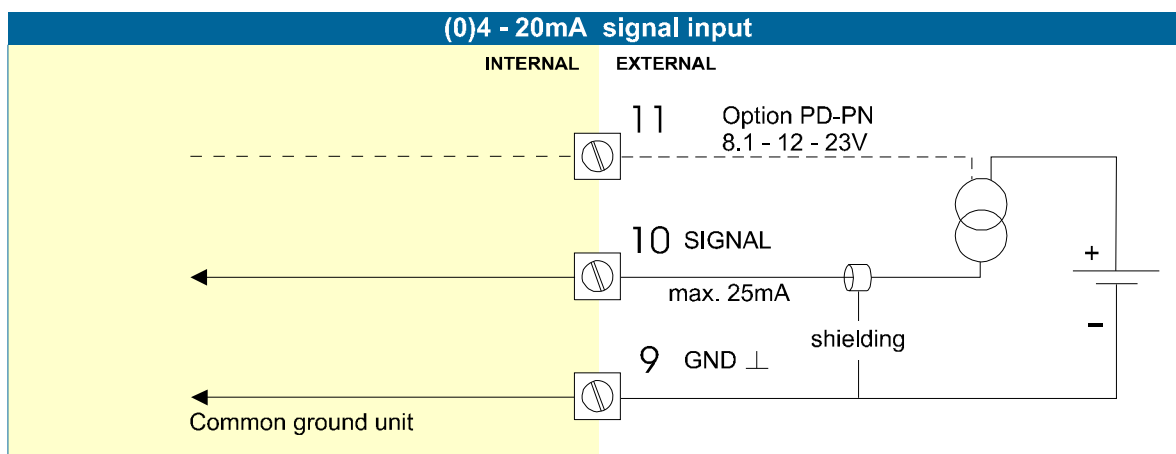 (0)4 - 20mA signal input
INTERNAL
EXTERNAL
11
Option PD-PN
8.1 - 12 - 23V
10 SIGNAL
max. 25mA
+
-
shielding
9 GND ⊥
Common ground unit